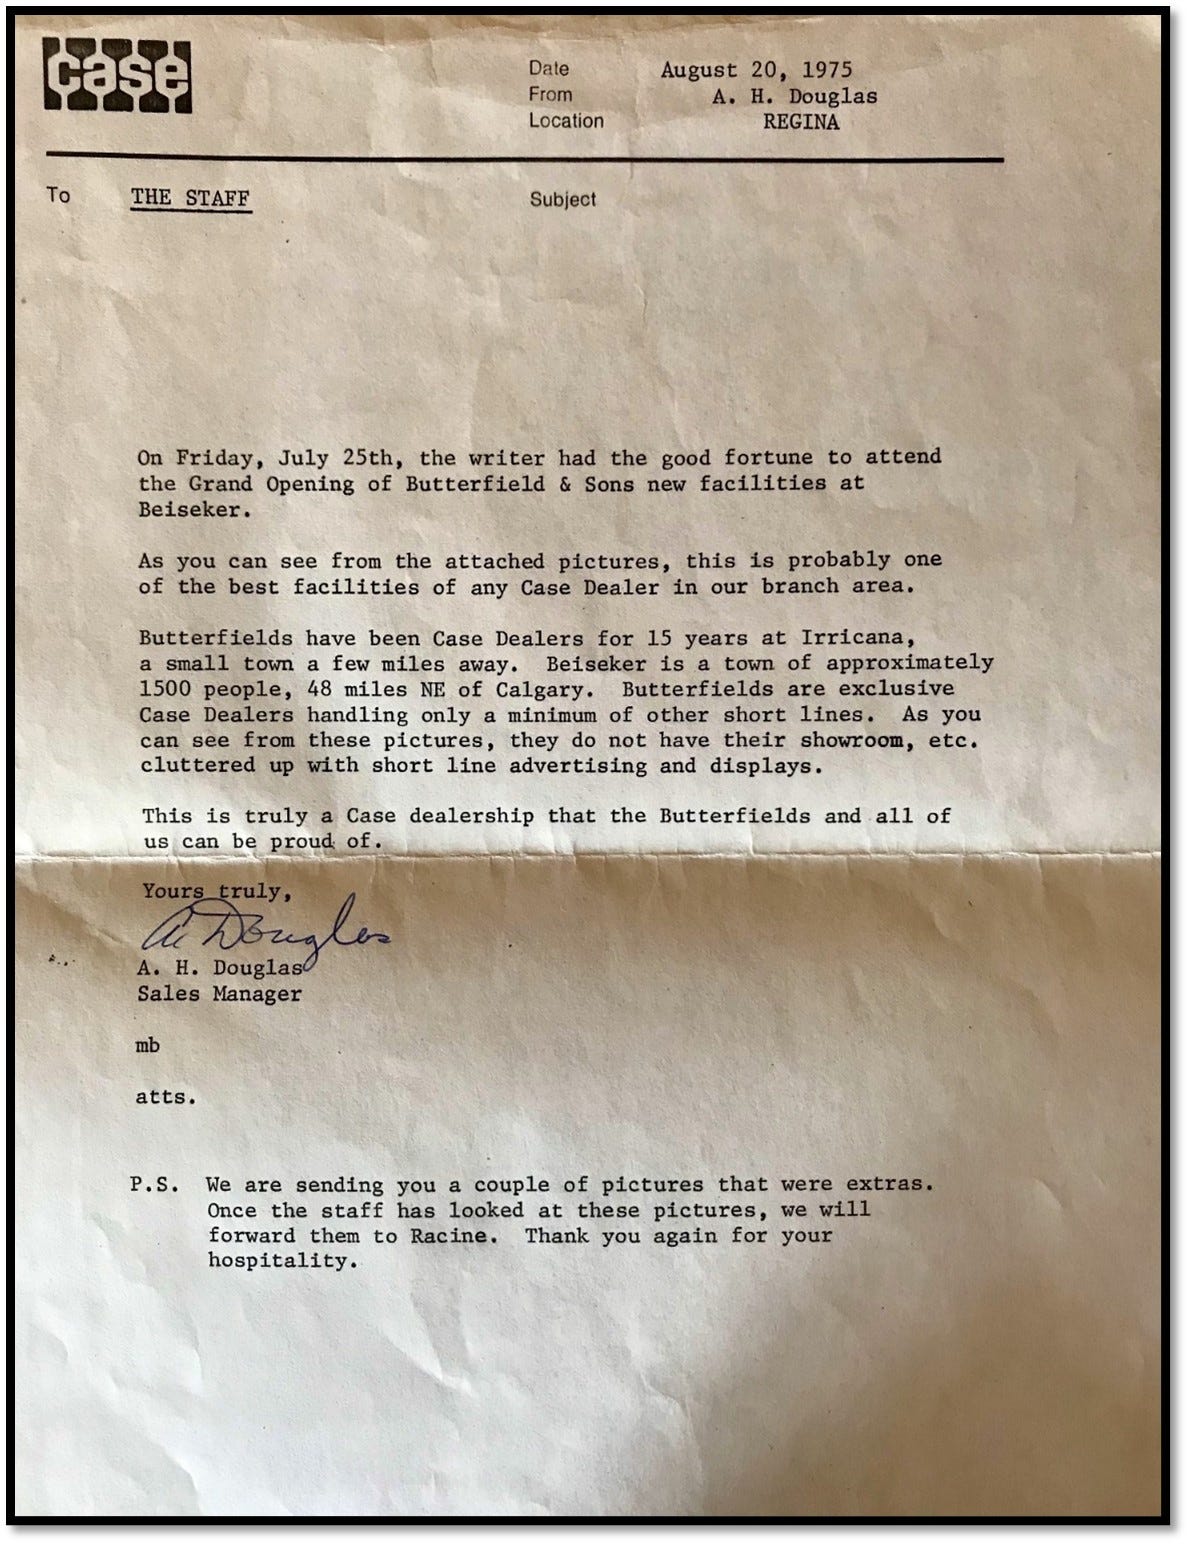 case
Date August 20, 1975
From A. H. Douglas
Location REGINA
To THE STAFF Subject
On Friday, July 25th, the writer had the good fortune to attend
the Grand Opening of Butterfield & Sons new facilities at
Beiseker.
As you can see from the attached pictures, this is probably one
of the best facilities of any Case Dealer in our branch area.
Butterfields have been Case Dealers for 15 years at Irricana,
a small town a few miles away. Beiseker is a town of approximately
1500 people, 48 miles NE of Calgary. Butterfields are exclusive
Case Dealers handling only a minimum of other short lines. As you
can see from these pictures, they do not have their showroom, etc.
cluttered up with short line advertising and displays.
This is truly a Case dealership that the Butterfields and all of
us can be proud of.
Yours truly,
A Douglas
A. H. Douglas
Sales Manager
mb
atts.
P.S. We are sending you a couple of pictures that were extras.
Once the staff has looked at these pictures, we will
forward them to Racine. Thank you again for your
hospitality.